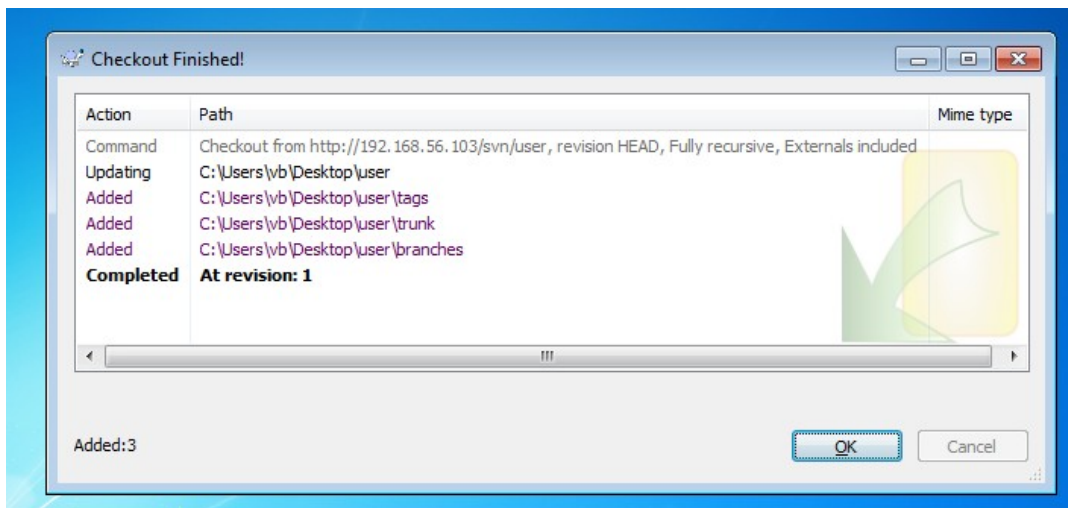 Checkout Finished!
Action Path Mime type
Command Checkout from http://192.168.56.103/svn/user, revision HEAD, Fully recursive, Externals included
Updating C:\Users\vb\Desktop\user
Added C:\Users\vb\Desktop\user\tags
Added C:\Users\vb\Desktop\user\trunk
Added C:\Users\vb\Desktop\user\branches
Completed At revision: 1
Added:3 OK Cancel